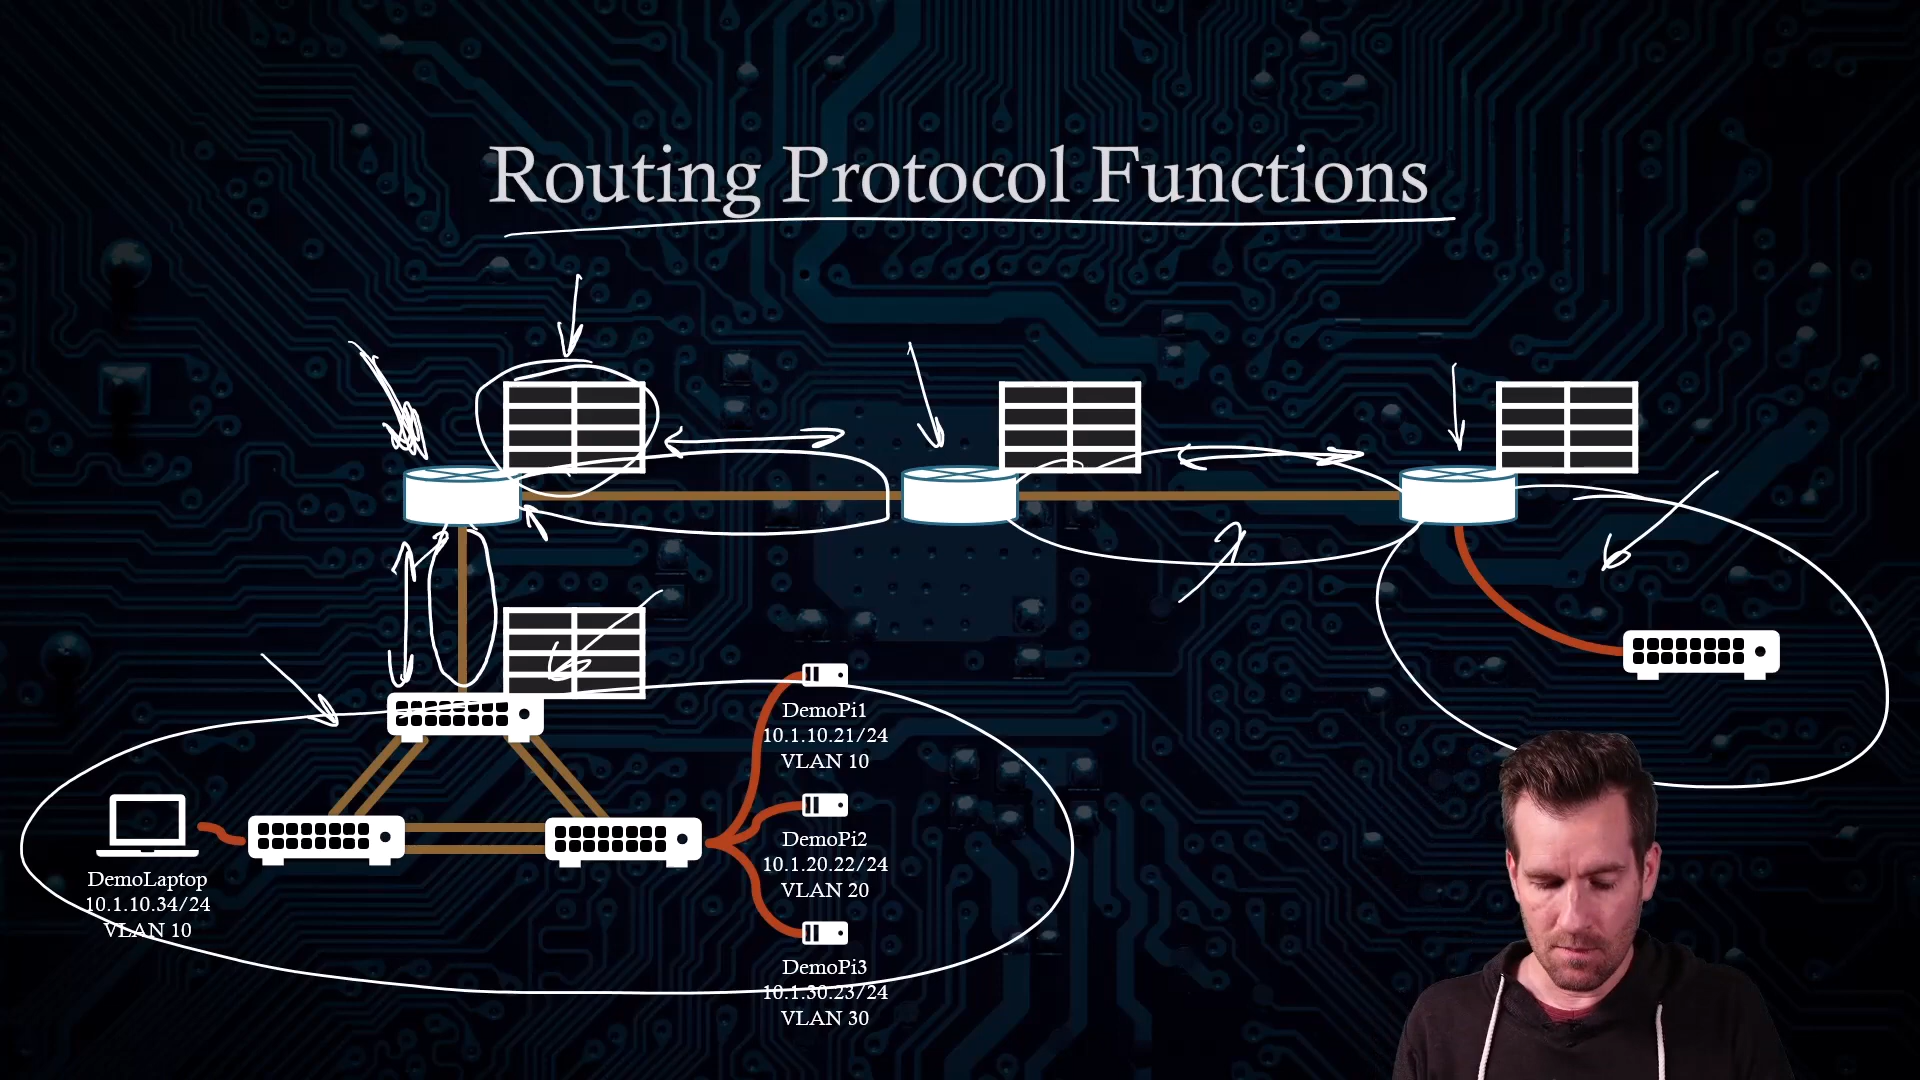 Routing Protocol Functions
DemoPi1
10.1.10.21/24
VLAN 10
DemoPi2
10.1.20.22/24
VLAN 20
DemoLaptop
10.1.10.34/24
VLAN 10
DemoPi3
10.1.30.23/24
VLAN 30